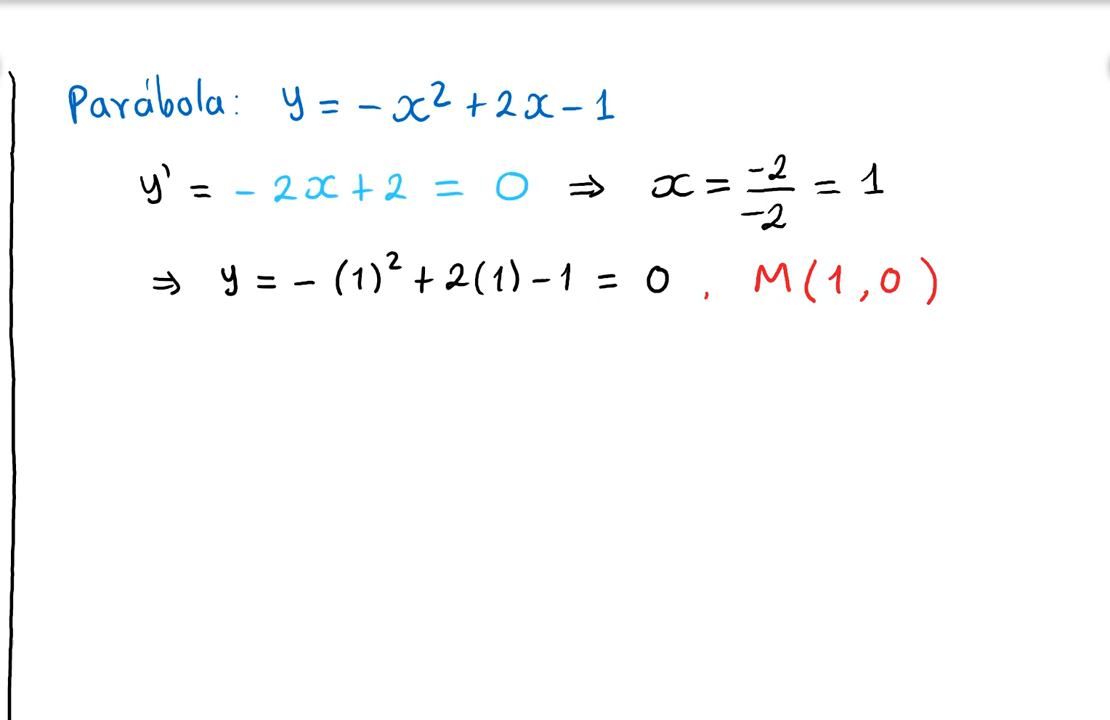 Parábola: y = -x² + 2x - 1
y' = -2x + 2 = 0 ⇒ x = -2/-2 = 1
⇒ y = -(1)² + 2(1) - 1 = 0 , M(1,0)